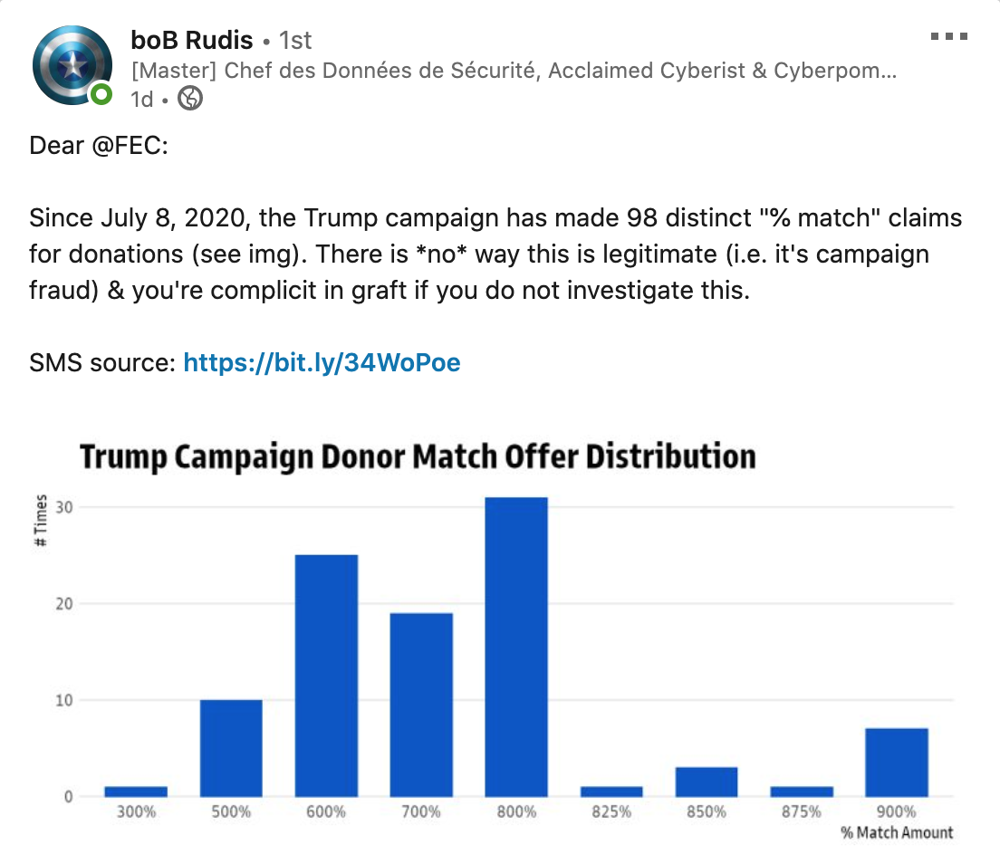 boB Rudis • 1st
[Master] Chef des Données de Sécurité, Acclaimed Cyberist & Cyberpom...
1d •
Dear @FEC:
Since July 8, 2020, the Trump campaign has made 98 distinct "% match" claims
for donations (see img). There is *no* way this is legitimate (i.e. it's campaign
fraud) & you're complicit in graft if you do not investigate this.
SMS source: https://bit.ly/34WoPoe
Trump Campaign Donor Match Offer Distribution
# Times
30
20
10
0
300% 500% 600% 700% 800% 825% 850% 875% 900%
% Match Amount